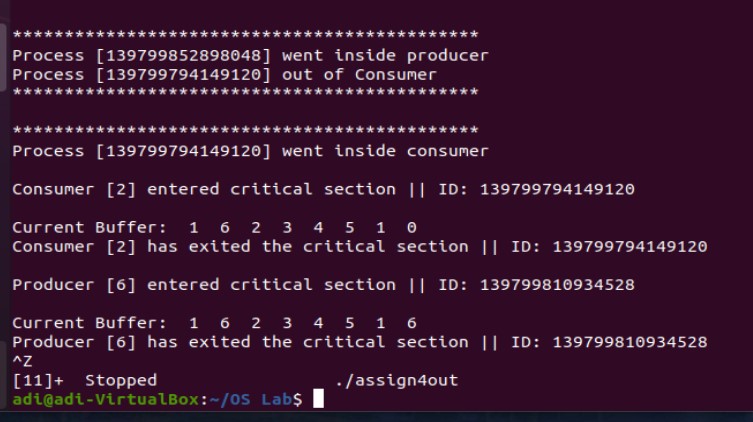 *********************************************
Process [139799852898048] went inside producer
Process [139799794149120] out of Consumer
*********************************************
*********************************************
Process [139799794149120] went inside consumer
Consumer [2] entered critical section || ID: 139799794149120
Current Buffer:  1  6  2  3  4  5  1  0
Consumer [2] has exited the critical section || ID: 139799794149120
Producer [6] entered critical section || ID: 139799810934528
Current Buffer:  1  6  2  3  4  5  1  6
Producer [6] has exited the critical section || ID: 139799810934528
^Z
[11]+  Stopped                 ./assign4out
adi@adi-VirtualBox:~/OS Lab$